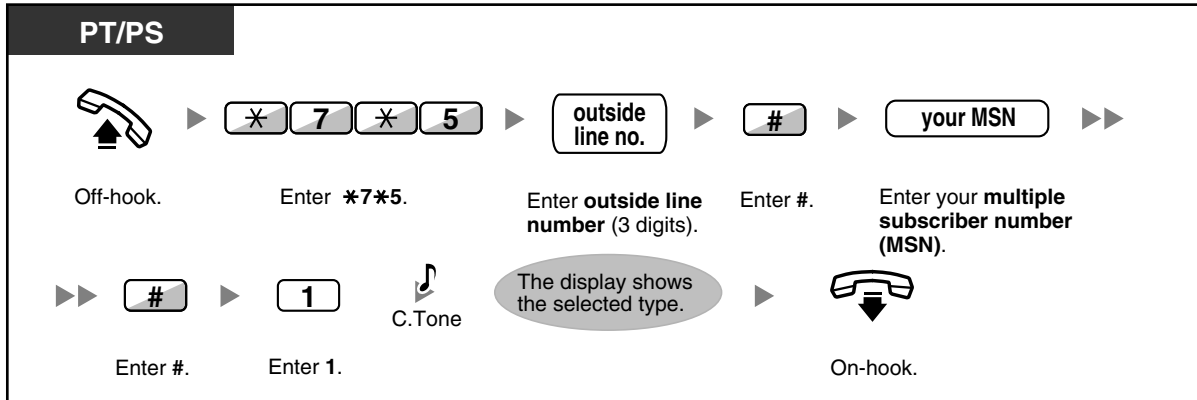 PT/PS
* 7 * 5
outside
line no.
#
your MSN
Off-hook.
Enter *7*5.
Enter outside line
number (3 digits).
Enter #.
Enter your multiple
subscriber number
(MSN).
#
1
C.Tone
The display shows
the selected type.
Enter #.
Enter 1.
On-hook.